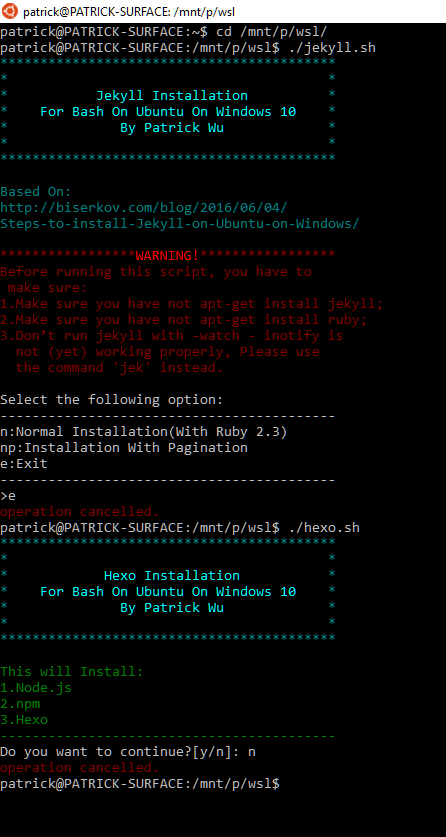 patrick@PATRICK-SURFACE: /mnt/p/wsl
patrick@PATRICK-SURFACE:~$ cd /mnt/p/wsl/
patrick@PATRICK-SURFACE:/mnt/p/wsl$ ./jekyll.sh
******************************************
*                                        *
*           Jekyll Installation          *
*    For Bash On Ubuntu On Windows 10    *
*              By Patrick Wu             *
*                                        *
******************************************
Based On:
http://biserkov.com/blog/2016/06/04/
Steps-to-install-Jekyll-on-Ubuntu-on-Windows/
*****************WARNING!*****************
Before running this script, you have to
 make sure:
1.Make sure you have not apt-get install jekyll;
2.Make sure you have not apt-get install ruby;
3.Don’t run jekyll with –watch - inotify is
  not (yet) working properly, Please use
  the command 'jek' instead.
Select the following option:
------------------------------------------
n:Normal Installation(With Ruby 2.3)
np:Installation With Pagination
e:Exit
------------------------------------------
>e
operation cancelled.
patrick@PATRICK-SURFACE:/mnt/p/wsl$ ./hexo.sh
******************************************
*                                        *
*            Hexo Installation           *
*    For Bash On Ubuntu On Windows 10    *
*              By Patrick Wu             *
*                                        *
******************************************
This will Install:
1.Node.js
2.npm
3.Hexo
------------------------------------------
Do you want to continue?[y/n]: n
operation cancelled.
patrick@PATRICK-SURFACE:/mnt/p/wsl$